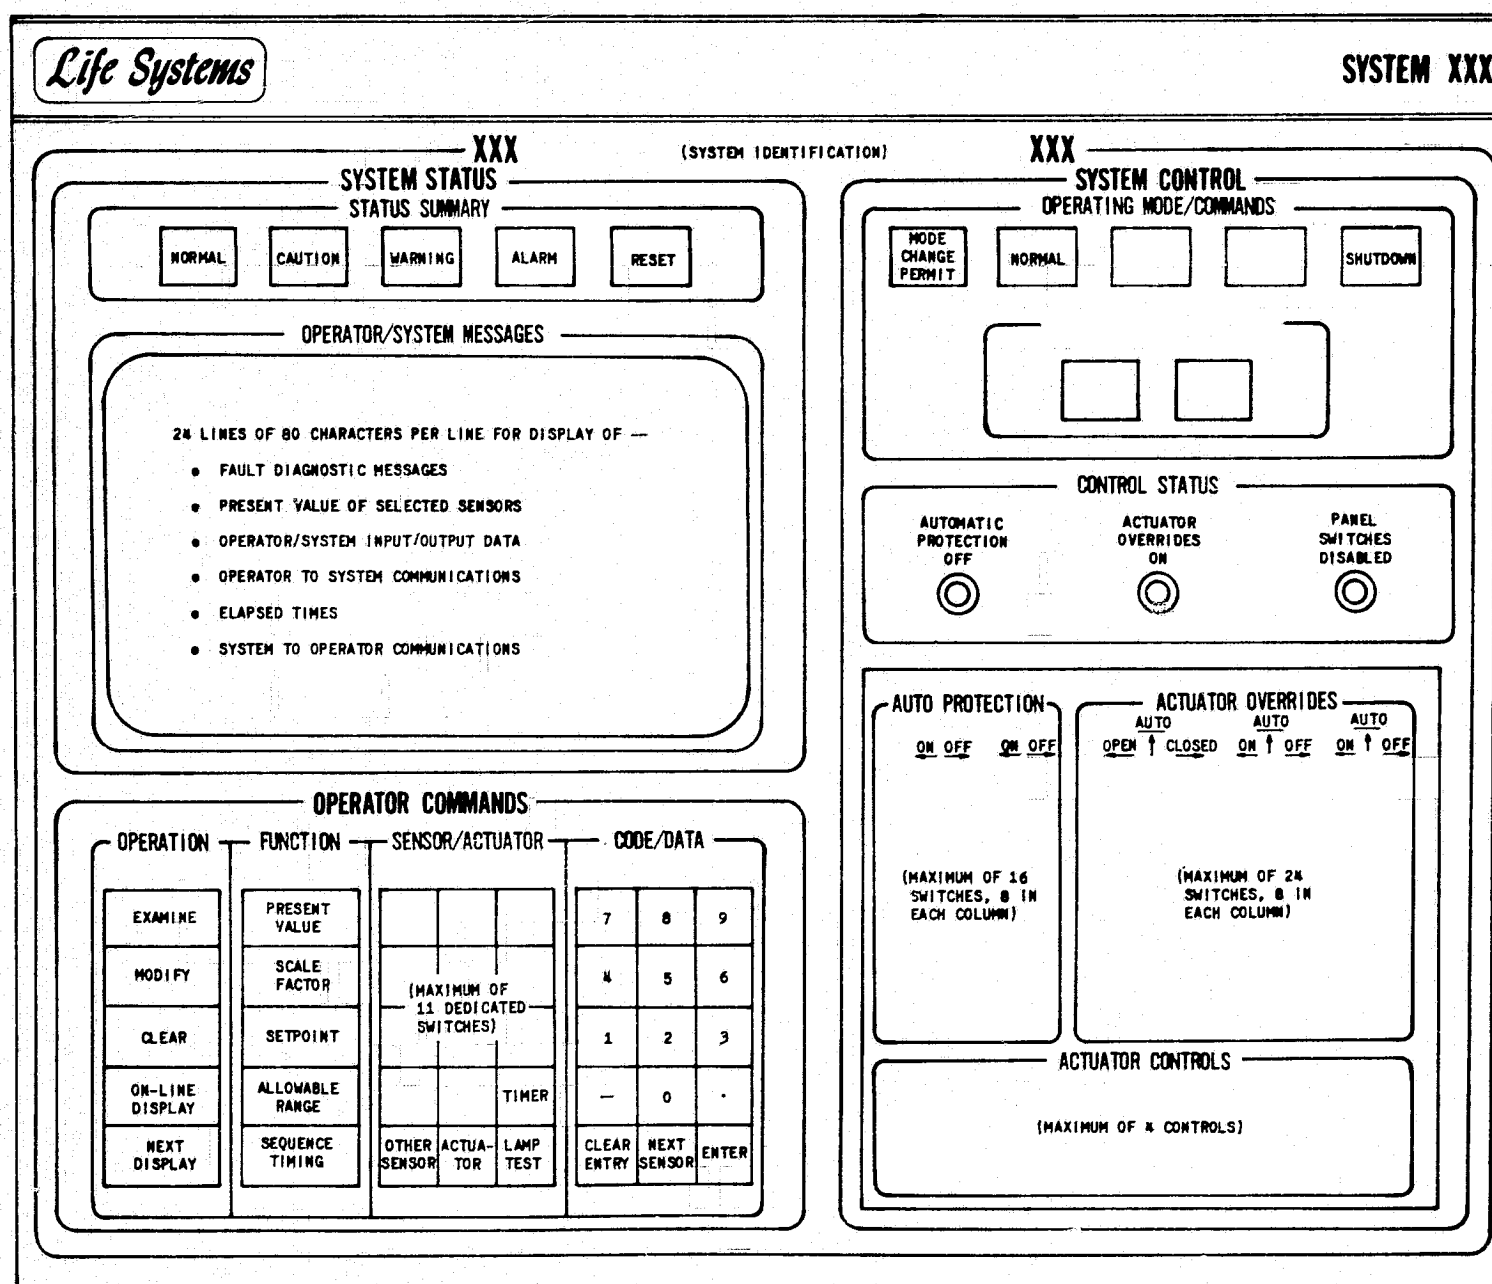 Life Systems
SYSTEM XXX
XXX (SYSTEM IDENTIFICATION) XXX
SYSTEM STATUS
STATUS SUMMARY
NORMAL CAUTION WARNING ALARM RESET
OPERATOR/SYSTEM MESSAGES
24 LINES OF 80 CHARACTERS PER LINE FOR DISPLAY OF —
• FAULT DIAGNOSTIC MESSAGES
• PRESENT VALUE OF SELECTED SENSORS
• OPERATOR/SYSTEM INPUT/OUTPUT DATA
• OPERATOR TO SYSTEM COMMUNICATIONS
• ELAPSED TIMES
• SYSTEM TO OPERATOR COMMUNICATIONS
OPERATOR COMMANDS
OPERATION FUNCTION SENSOR/ACTUATOR CODE/DATA
EXAMINE
MODIFY
CLEAR
ON-LINE
DISPLAY
NEXT
DISPLAY
PRESENT
VALUE
SCALE
FACTOR
SETPOINT
ALLOWABLE
RANGE
SEQUENCE
TIMING
(MAXIMUM OF
11 DEDICATED
SWITCHES)
TIMER
OTHER
SENSOR
ACTUA-
TOR
LAMP
TEST
7 8 9
4 5 6
1 2 3
— 0 .
CLEAR
ENTRY
NEXT
SENSOR
ENTER
SYSTEM CONTROL
OPERATING MODE/COMMANDS
MODE
CHANGE
PERMIT
NORMAL
SHUTDOWN
CONTROL STATUS
AUTOMATIC
PROTECTION
OFF
ACTUATOR
OVERRIDES
ON
PANEL
SWITCHES
DISABLED
AUTO PROTECTION
ON OFF ON OFF
(MAXIMUM OF 16
SWITCHES, 8 IN
EACH COLUMN)
ACTUATOR OVERRIDES
AUTO AUTO AUTO
OPEN CLOSED ON OFF ON OFF
(MAXIMUM OF 24
SWITCHES, 8 IN
EACH COLUMN)
ACTUATOR CONTROLS
(MAXIMUM OF 4 CONTROLS)